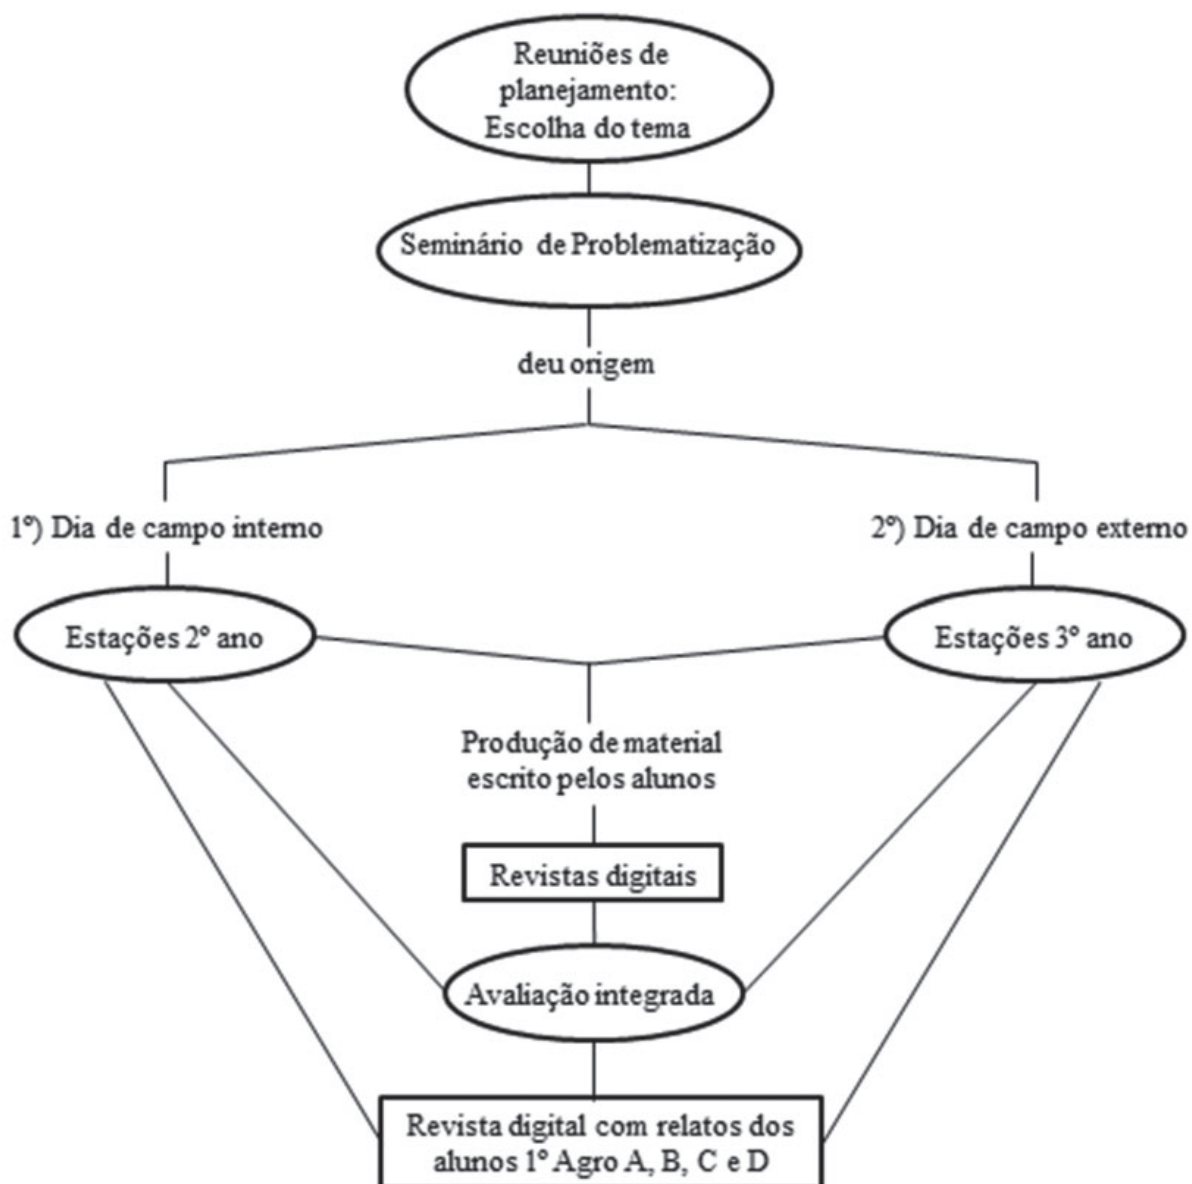 Reuniões de
planejamento:
Escolha do tema
Seminário de Problematização
deu origem
1º) Dia de campo interno
2º) Dia de campo externo
Estações 2º ano
Estações 3º ano
Produção de material
escrito pelos alunos
Revistas digitais
Avaliação integrada
Revista digital com relatos dos
alunos 1º Agro A, B, C e D